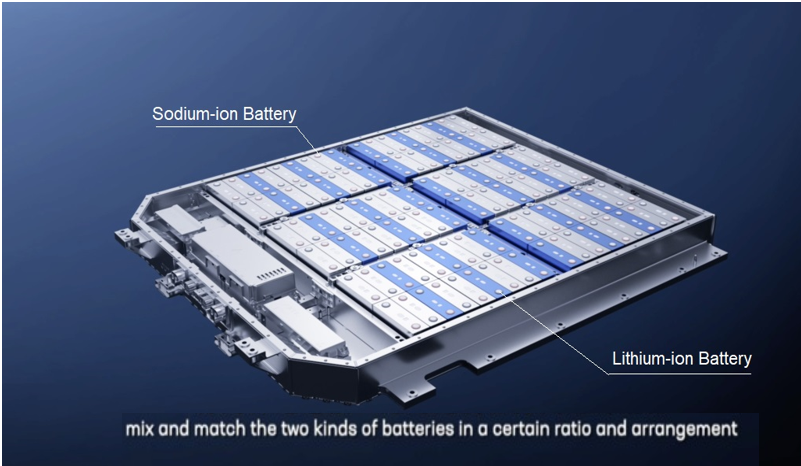 Sodium-ion Battery
Lithium-ion Battery
mix and match the two kinds of batteries in a certain ratio and arrangement